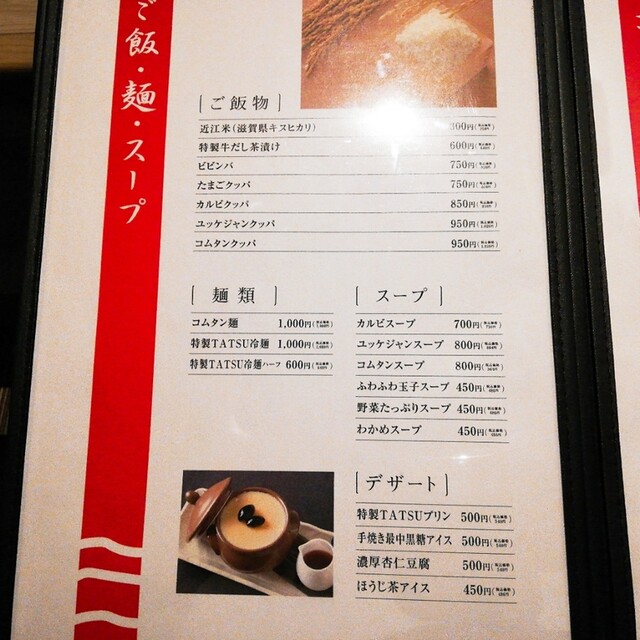 ご飯・麺・スープ
[ご飯物]
近江米(滋賀県キヌヒカリ) 300円
特製牛だし茶漬け 600円
ビビンバ 750円
たまごクッパ 750円
カルビクッパ 850円
ユッケジャンクッパ 950円
コムタンクッパ 950円
[麺類]
コムタン麺 1,000円
特製TATSU冷麺 1,000円
特製TATSU冷麺ハーフ 600円
[スープ]
カルビスープ 700円
ユッケジャンスープ 800円
コムタンスープ 800円
ふわふわ玉子スープ 450円
野菜たっぷりスープ 450円
わかめスープ 450円
[デザート]
特製TATSUプリン 500円
手焼き最中黒糖アイス 500円
濃厚杏仁豆腐 500円
ほうじ茶アイス 450円